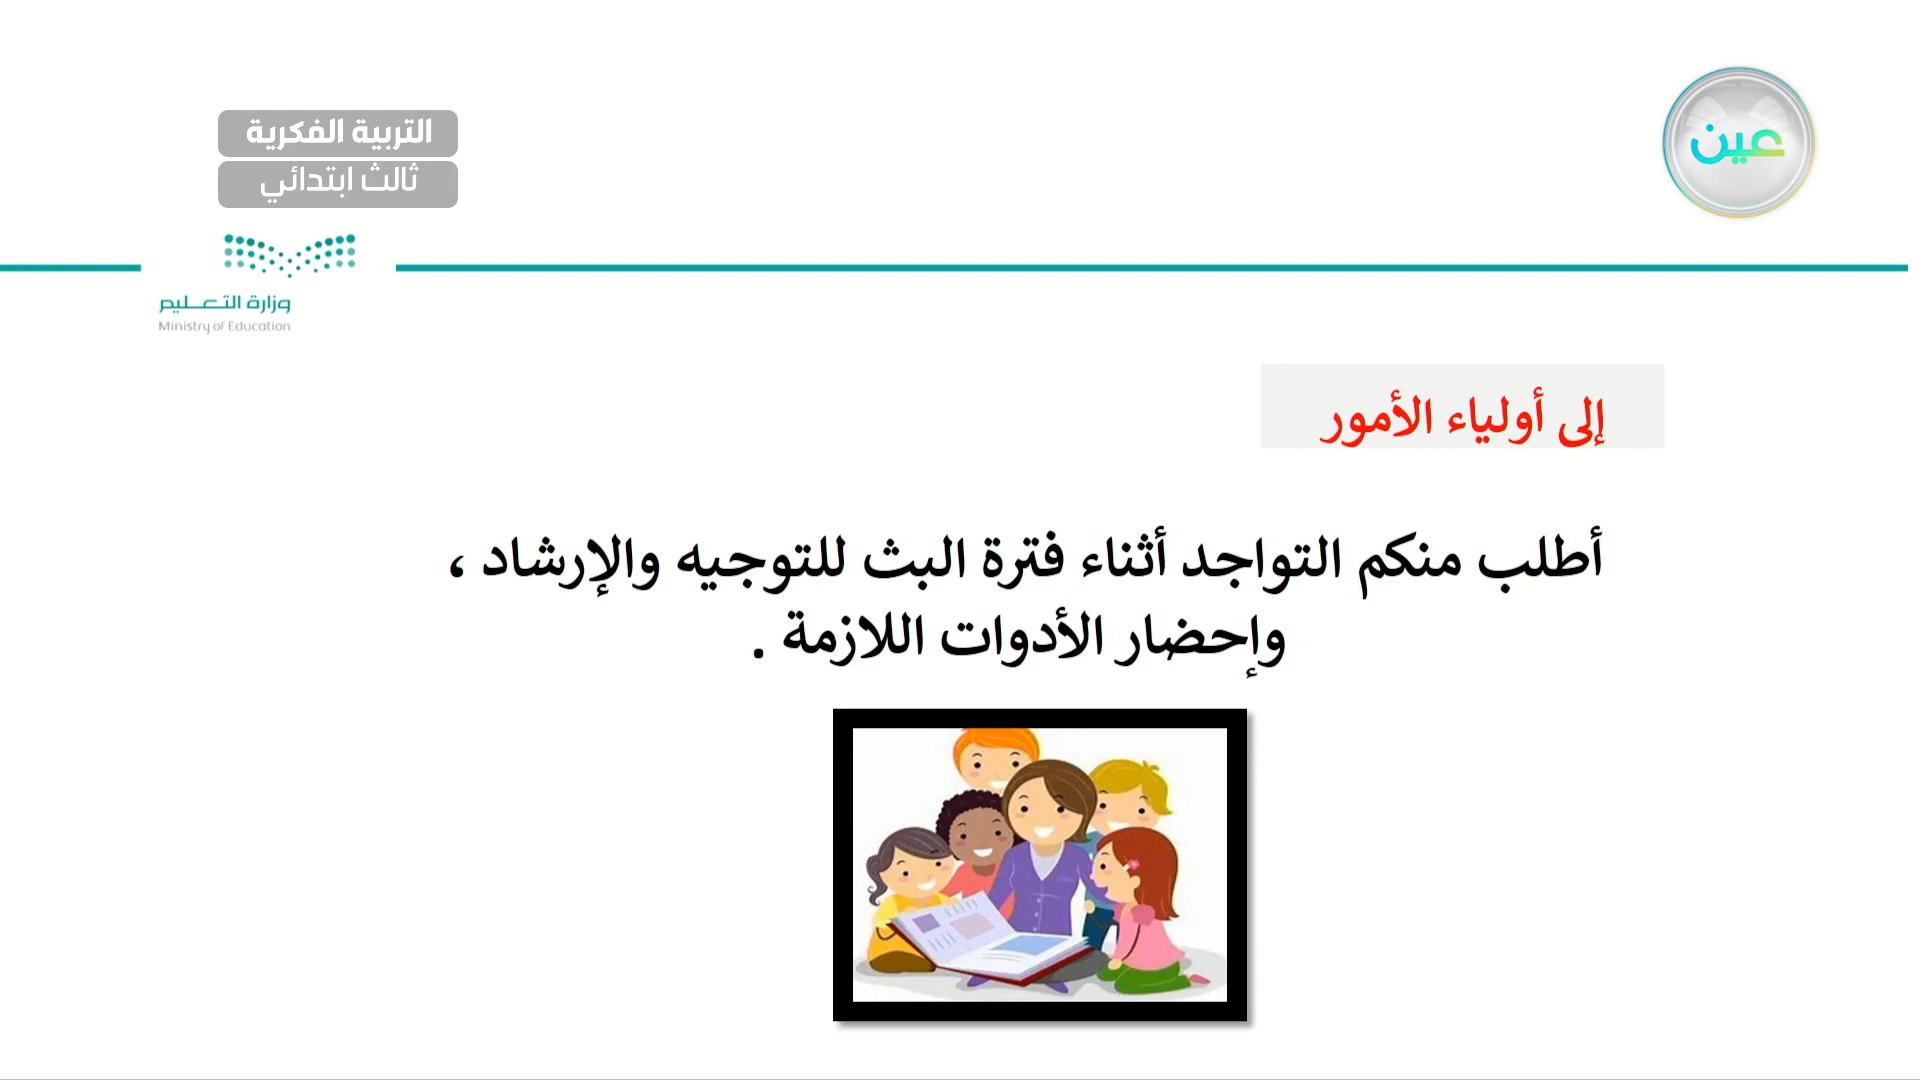 عين
التربية الفكرية
ثالث ابتدائي
وزارة التعليم
Ministry of Education
إلى أولياء الأمور
أطلب منكم التواجد أثناء فترة البث للتوجيه والإرشاد ،
وإحضار الأدوات اللازمة .